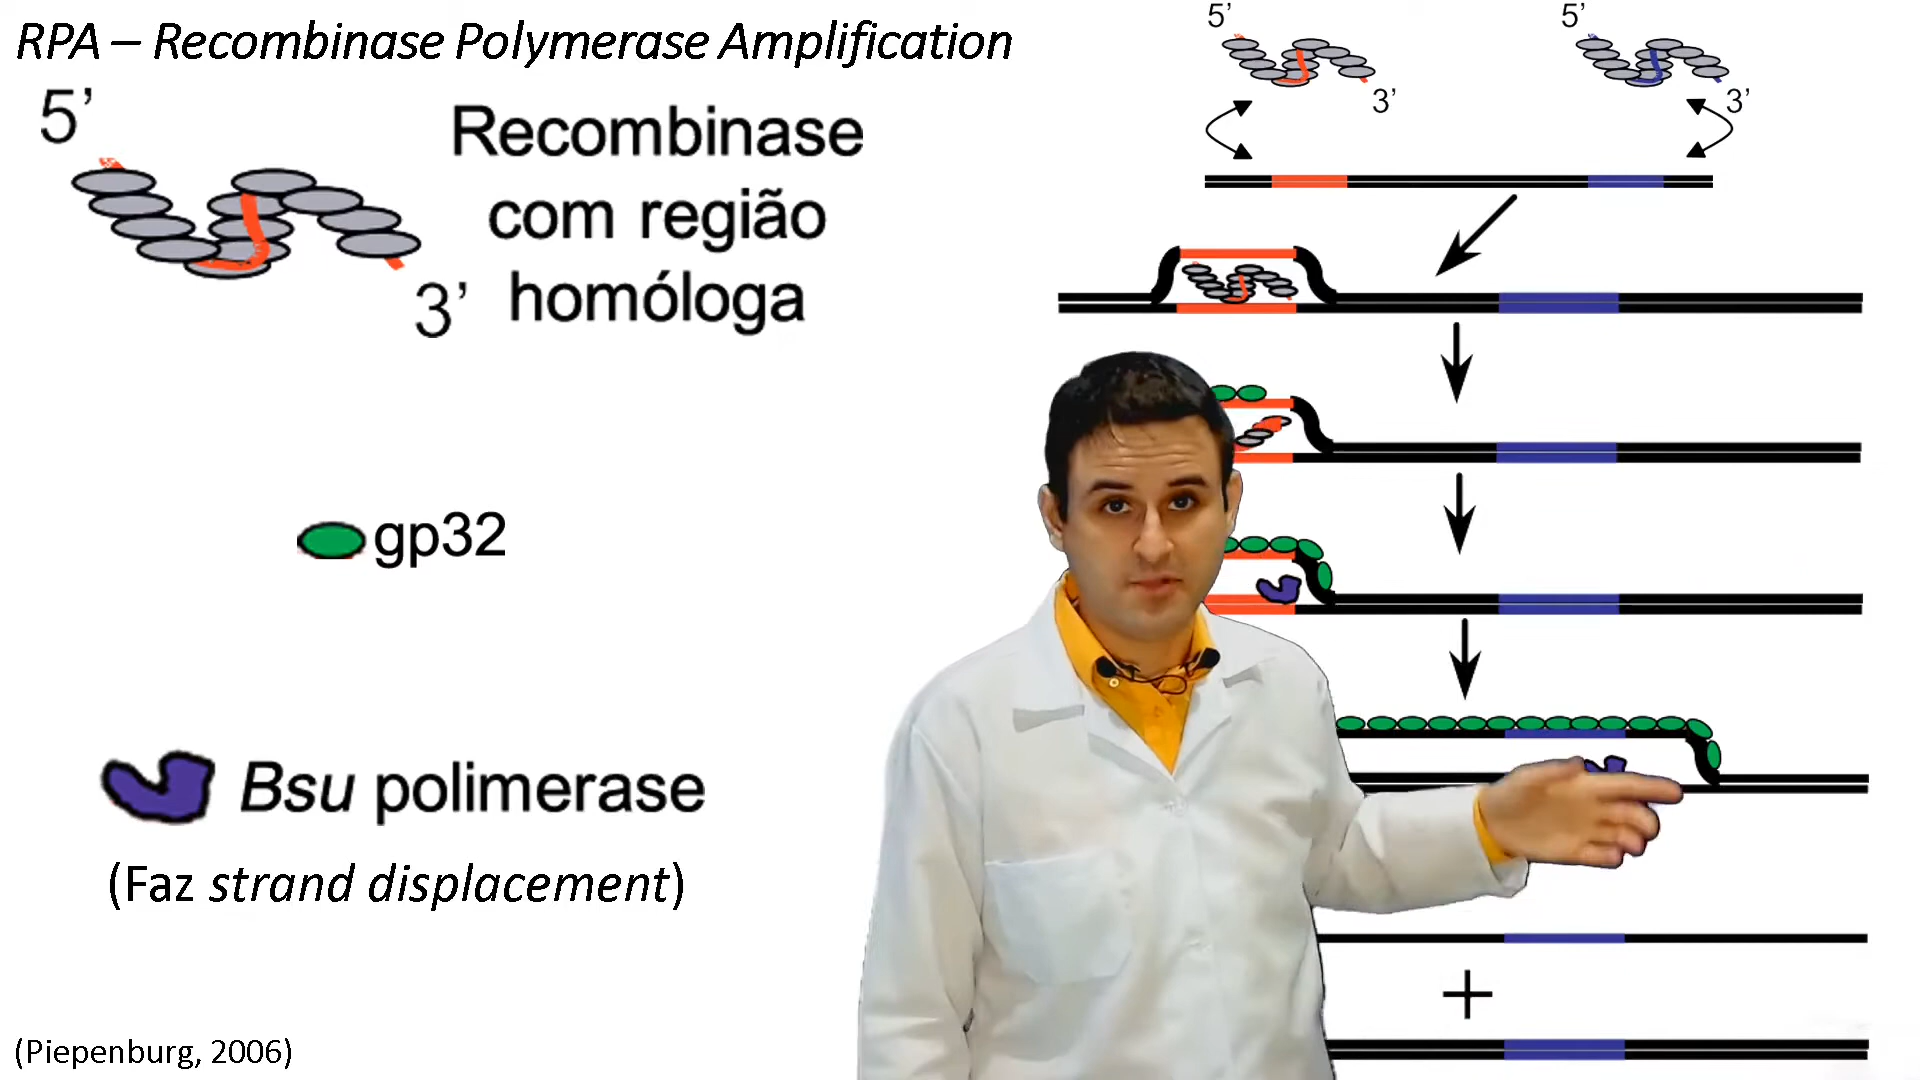 RPA – Recombinase Polymerase Amplification
5’
Recombinase
com região
homóloga
3’
gp32
Bsu polimerase
(Faz strand displacement)
(Piepenburg, 2006)
5’
5’
3’
3’
+